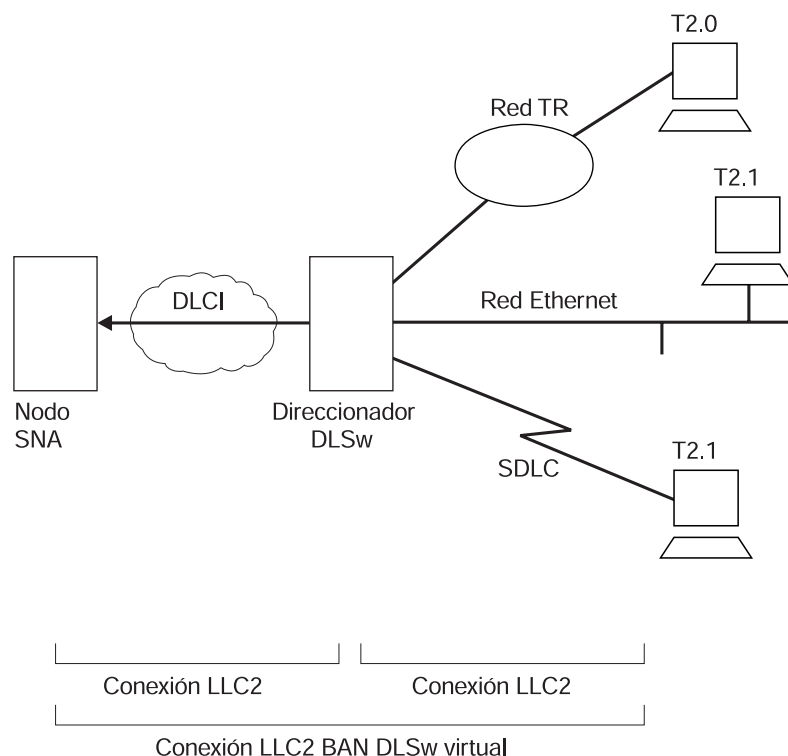 T2.0
Red TR
T2.1
DLCI
Red Ethernet
Nodo
SNA
Direccionador
DLSw
SDLC
T2.1
Conexión LLC2
Conexión LLC2
Conexión LLC2 BAN DLSw virtual